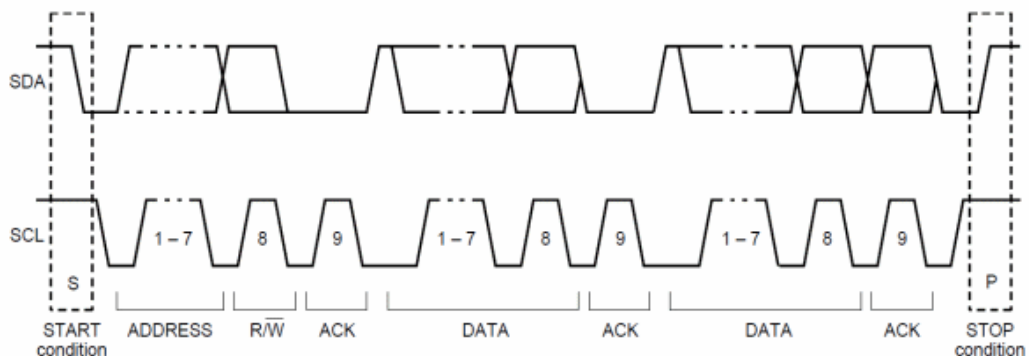 SDA
SCL
1 – 7 8 9 1 – 7 8 9 1 – 7 8 9
S P
START condition ADDRESS R/W̅ ACK DATA ACK DATA ACK STOP condition